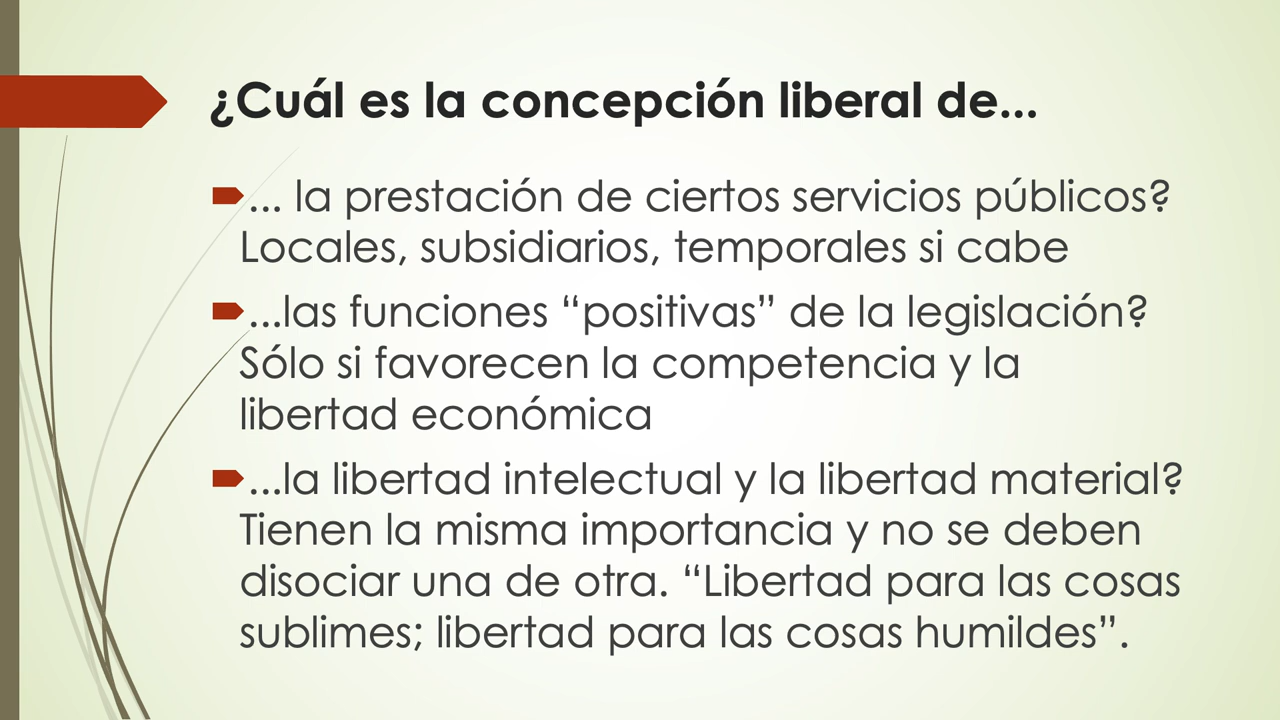 ¿Cuál es la concepción liberal de...
... la prestación de ciertos servicios públicos?
Locales, subsidiarios, temporales si cabe
...las funciones “positivas” de la legislación?
Sólo si favorecen la competencia y la
libertad económica
...la libertad intelectual y la libertad material?
Tienen la misma importancia y no se deben
disociar una de otra. “Libertad para las cosas
sublimes; libertad para las cosas humildes”.